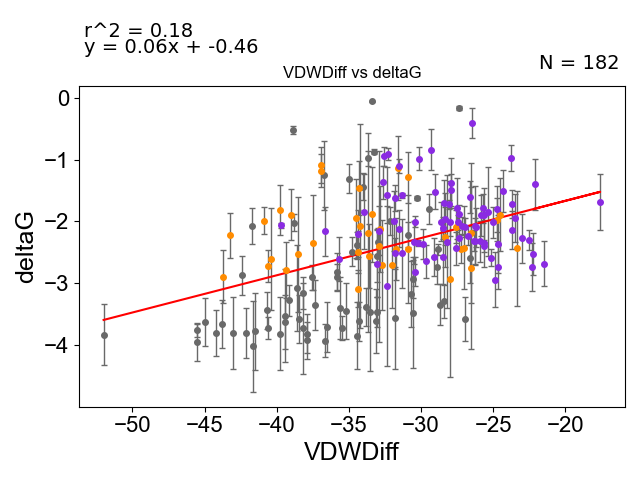 r^2 = 0.18
y = 0.06x + -0.46
N = 182
VDWDiff vs deltaG
deltaG
0
−1
−2
−3
−4
−50
−45
−40
−35
−30
−25
−20
VDWDiff